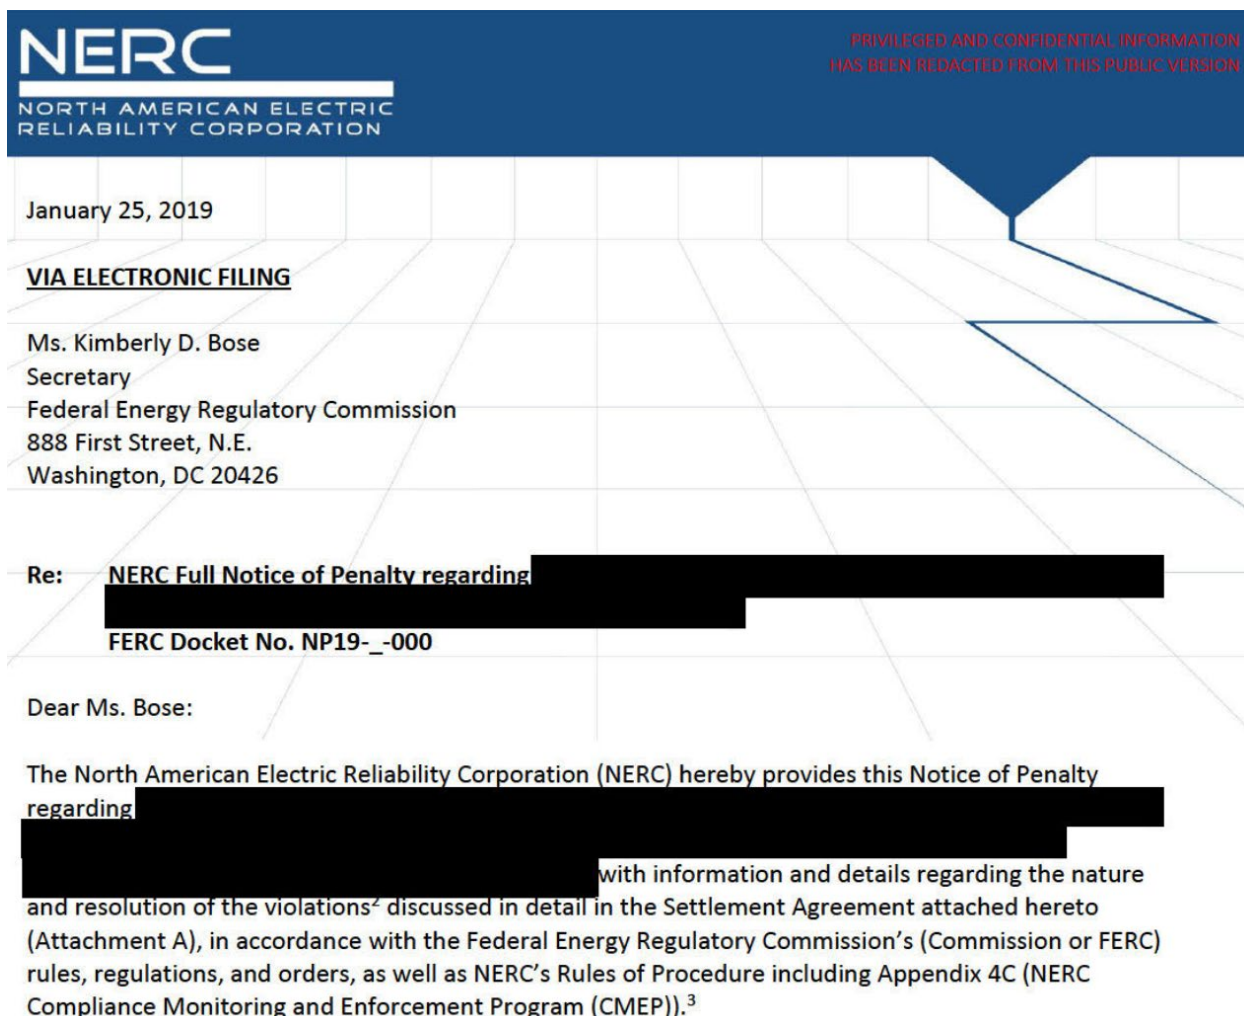 NERC
NORTH AMERICAN ELECTRIC
RELIABILITY CORPORATION
PRIVILEGED AND CONFIDENTIAL INFORMATION
HAS BEEN REDACTED FROM THIS PUBLIC VERSION
January 25, 2019
VIA ELECTRONIC FILING
Ms. Kimberly D. Bose
Secretary
Federal Energy Regulatory Commission
888 First Street, N.E.
Washington, DC 20426
Re: NERC Full Notice of Penalty regarding
FERC Docket No. NP19-_-000
Dear Ms. Bose:
The North American Electric Reliability Corporation (NERC) hereby provides this Notice of Penalty
regarding
with information and details regarding the nature
and resolution of the violations² discussed in detail in the Settlement Agreement attached hereto
(Attachment A), in accordance with the Federal Energy Regulatory Commission’s (Commission or FERC)
rules, regulations, and orders, as well as NERC’s Rules of Procedure including Appendix 4C (NERC
Compliance Monitoring and Enforcement Program (CMEP)).³